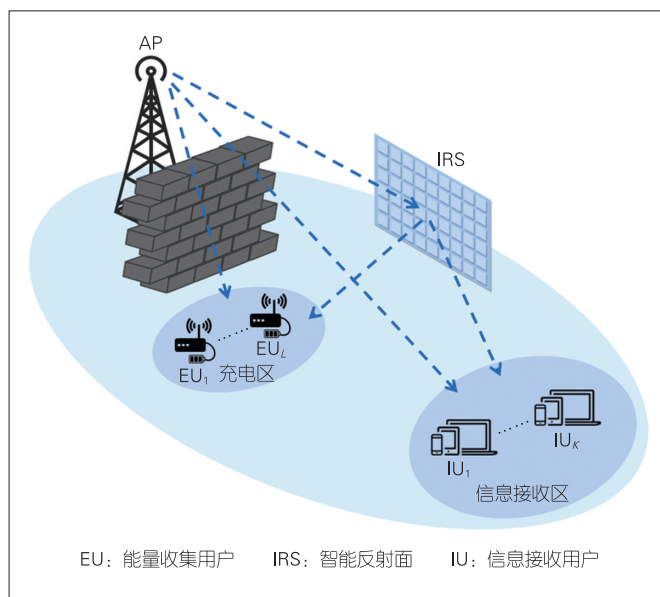 AP
IRS
EU₁ 充电区 EU_L
IU₁ IU_K
信息接收区
EU：能量收集用户 IRS：智能反射面 IU：信息接收用户